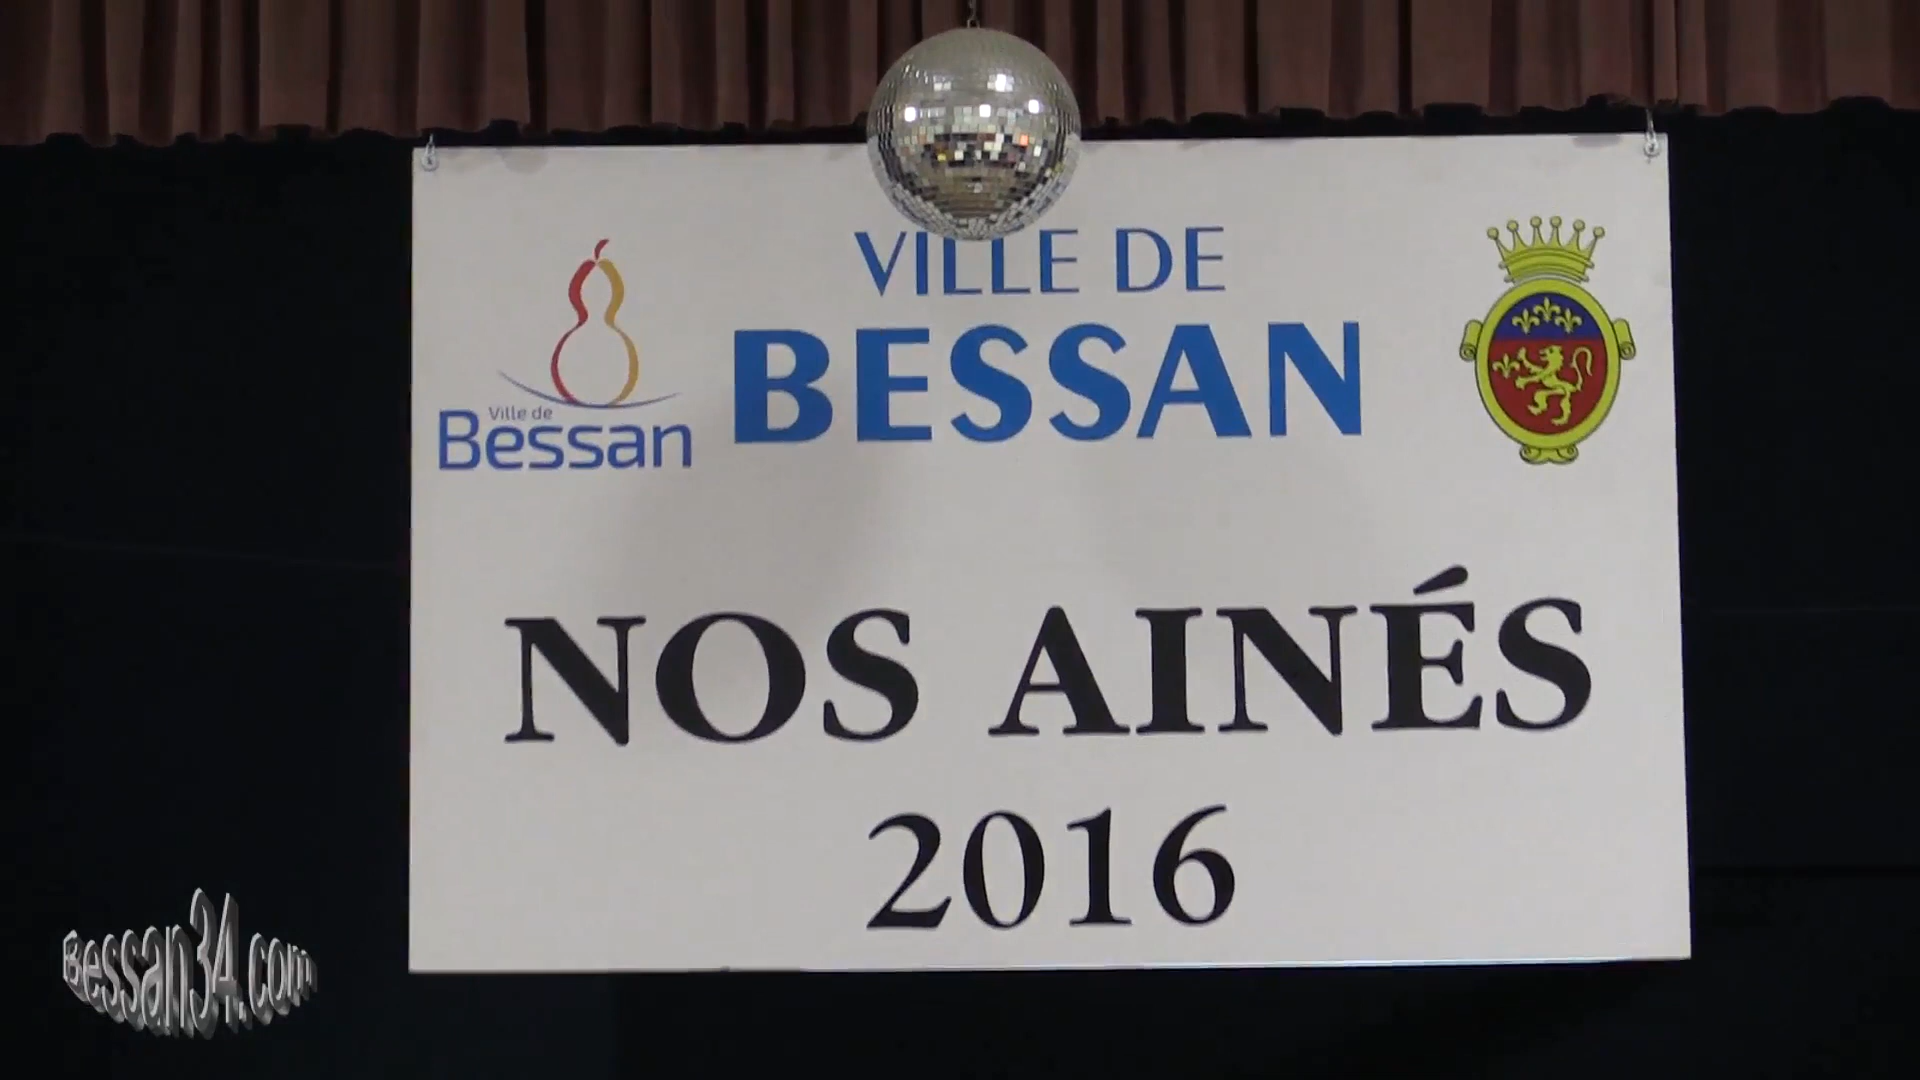 VILLE DE
BESSAN
Ville de
Bessan
NOS AINÉS
2016
Bessan34.com